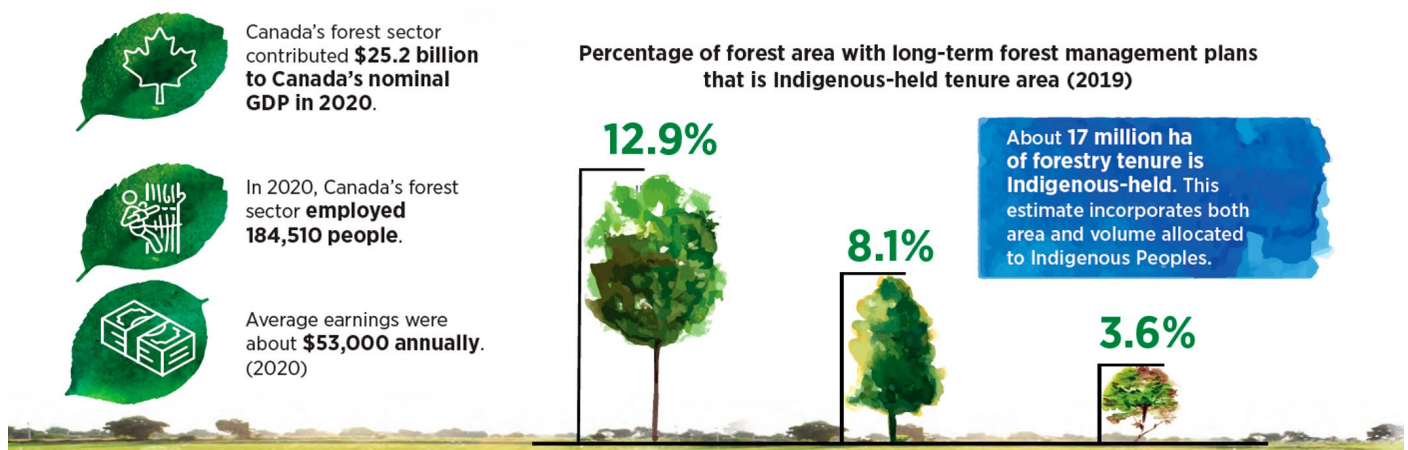 Canada’s forest sector
contributed $25.2 billion
to Canada’s nominal
GDP in 2020.
In 2020, Canada’s forest
sector employed
184,510 people.
Average earnings were
about $53,000 annually.
(2020)
Percentage of forest area with long-term forest management plans
that is Indigenous-held tenure area (2019)
12.9%
8.1%
3.6%
About 17 million ha
of forestry tenure is
Indigenous-held. This
estimate incorporates both
area and volume allocated
to Indigenous Peoples.